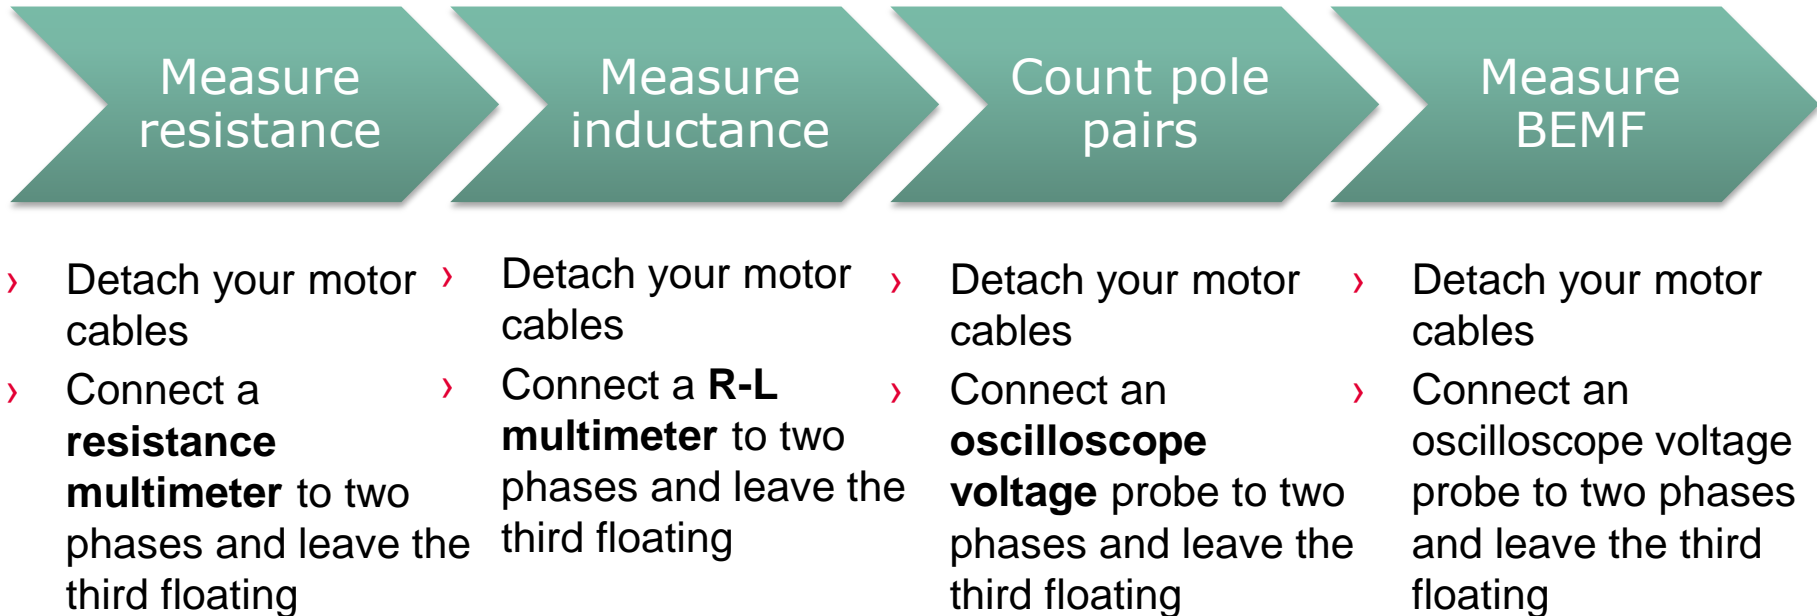 Measure
resistance
Measure
inductance
Count pole
pairs
Measure
BEMF
› Detach your motor
cables
› Connect a
resistance
multimeter to two
phases and leave the
third floating
› Detach your motor
cables
› Connect a R-L
multimeter to two
phases and leave the
third floating
› Detach your motor
cables
› Connect an
oscilloscope
voltage probe to two
phases and leave the
third floating
› Detach your motor
cables
› Connect an
oscilloscope voltage
probe to two phases
and leave the third
floating